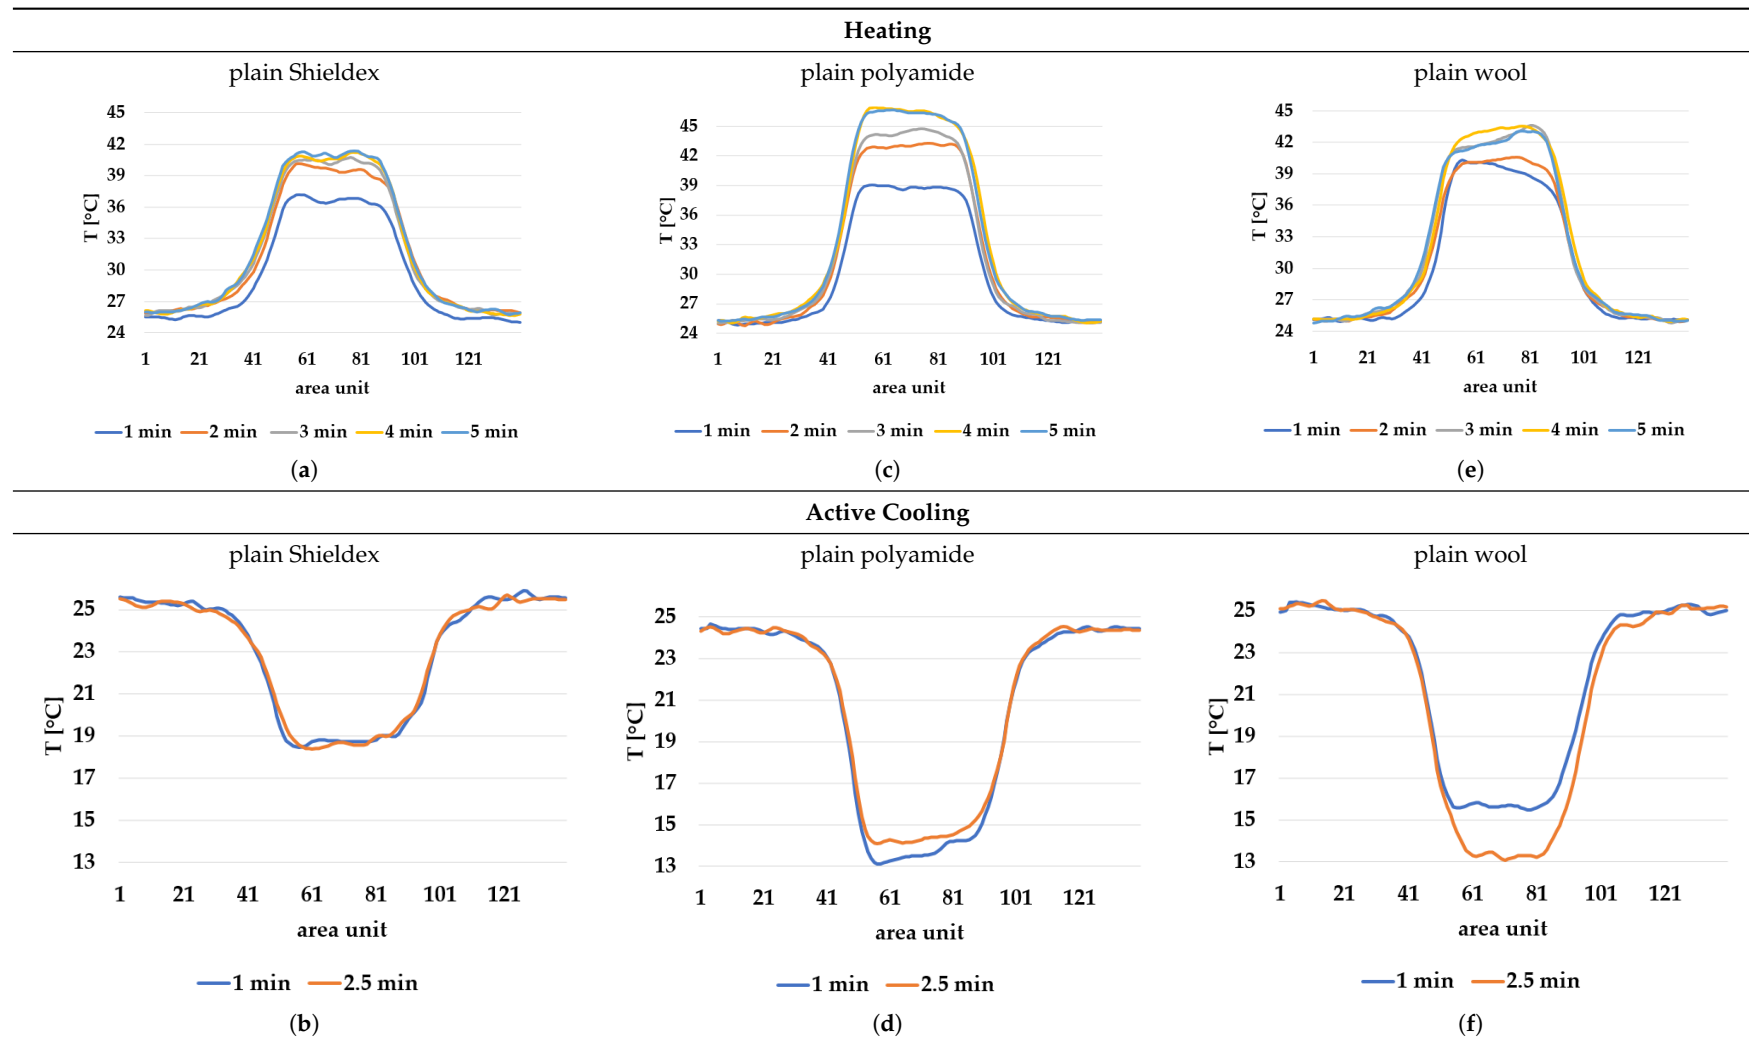 Heating
plain Shieldex
45
42
39
36
33
30
27
24
T [°C]
1 21 41 61 81 101 121
area unit
1 min 2 min 3 min 4 min 5 min
(a)
plain polyamide
45
42
39
36
33
30
27
24
T [°C]
1 21 41 61 81 101 121
area unit
1 min 2 min 3 min 4 min 5 min
(c)
plain wool
45
42
39
36
33
30
27
24
T [°C]
1 21 41 61 81 101 121
area unit
1 min 2 min 3 min 4 min 5 min
(e)
Active Cooling
plain Shieldex
25
23
21
19
17
15
13
T [°C]
1 21 41 61 81 101 121
area unit
1 min 2.5 min
(b)
plain polyamide
25
23
21
19
17
15
13
T [°C]
1 21 41 61 81 101 121
area unit
1 min 2.5 min
(d)
plain wool
25
23
21
19
17
15
13
T [°C]
1 21 41 61 81 101 121
area unit
1 min 2.5 min
(f)